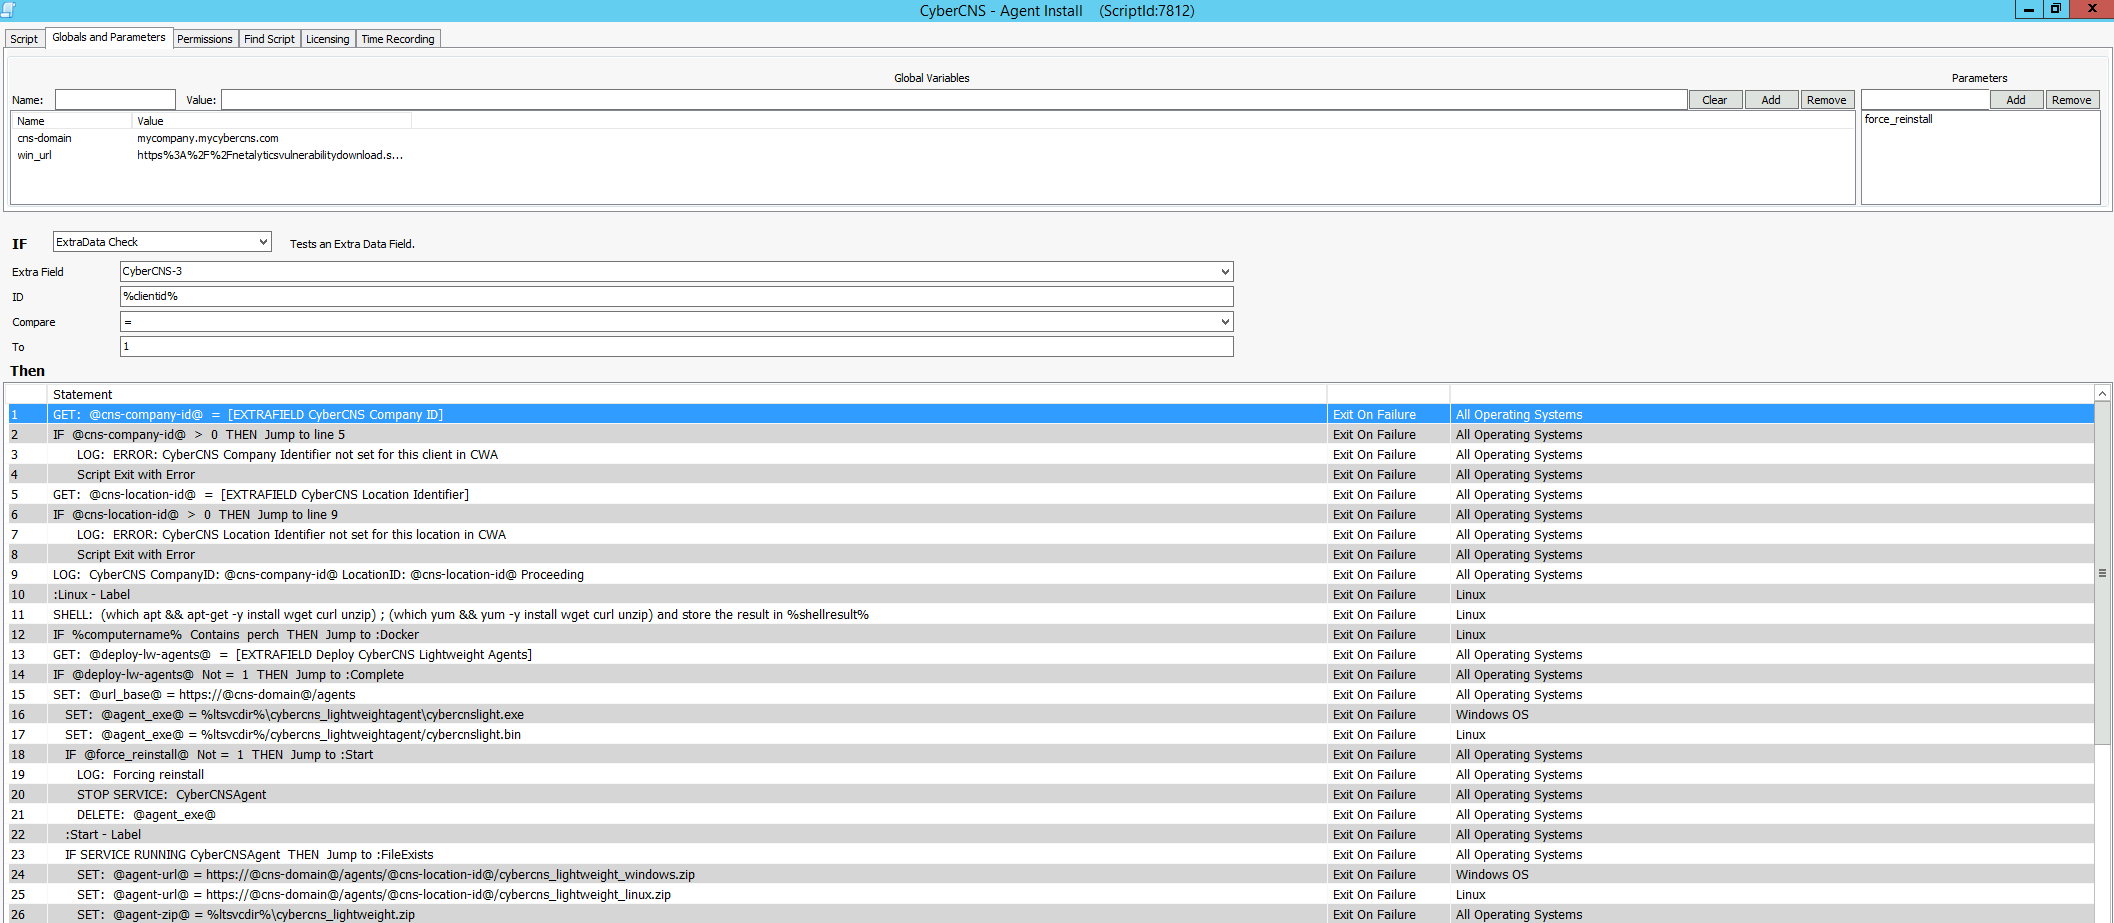 CyberCNS - Agent Install (ScriptId:7812)
Script Globals and Parameters Permissions Find Script Licensing Time Recording
Global Variables Parameters
Name: Value: Clear Add Remove Add Remove
Name Value force_reinstall
cns-domain mycompany.mycybercns.com
win_url https%3A%2F%2Fnetalyticsvulnerabilitydownload.s...
IF ExtraData Check Tests an Extra Data Field.
Extra Field CyberCNS-3
ID %clientid%
Compare =
To 1
Then
Statement
1 GET: @cns-company-id@ = [EXTRAFIELD CyberCNS Company ID] Exit On Failure All Operating Systems
2 IF @cns-company-id@ > 0 THEN Jump to line 5 Exit On Failure All Operating Systems
3 LOG: ERROR: CyberCNS Company Identifier not set for this client in CWA Exit On Failure All Operating Systems
4 Script Exit with Error Exit On Failure All Operating Systems
5 GET: @cns-location-id@ = [EXTRAFIELD CyberCNS Location Identifier] Exit On Failure All Operating Systems
6 IF @cns-location-id@ > 0 THEN Jump to line 9 Exit On Failure All Operating Systems
7 LOG: ERROR: CyberCNS Location Identifier not set for this location in CWA Exit On Failure All Operating Systems
8 Script Exit with Error Exit On Failure All Operating Systems
9 LOG: CyberCNS CompanyID: @cns-company-id@ LocationID: @cns-location-id@ Proceeding Exit On Failure All Operating Systems
10 :Linux - Label Exit On Failure Linux
11 SHELL: (which apt && apt-get -y install wget curl unzip) ; (which yum && yum -y install wget curl unzip) and store the result in %shellresult% Exit On Failure Linux
12 IF %computername% Contains perch THEN Jump to :Docker Exit On Failure Linux
13 GET: @deploy-lw-agents@ = [EXTRAFIELD Deploy CyberCNS Lightweight Agents] Exit On Failure All Operating Systems
14 IF @deploy-lw-agents@ Not = 1 THEN Jump to :Complete Exit On Failure All Operating Systems
15 SET: @url_base@ = https://@cns-domain@/agents Exit On Failure All Operating Systems
16 SET: @agent_exe@ = %ltsvcdir%\cybercns_lightweightagent\cybercnslight.exe Exit On Failure Windows OS
17 SET: @agent_exe@ = %ltsvcdir%/cybercns_lightweightagent/cybercnslight.bin Exit On Failure Linux
18 IF @force_reinstall@ Not = 1 THEN Jump to :Start Exit On Failure All Operating Systems
19 LOG: Forcing reinstall Exit On Failure All Operating Systems
20 STOP SERVICE: CyberCNSAgent Exit On Failure All Operating Systems
21 DELETE: @agent_exe@ Exit On Failure All Operating Systems
22 :Start - Label Exit On Failure All Operating Systems
23 IF SERVICE RUNNING CyberCNSAgent THEN Jump to :FileExists Exit On Failure All Operating Systems
24 SET: @agent-url@ = https://@cns-domain@/agents/@cns-location-id@/cybercns_lightweight_windows.zip Exit On Failure Windows OS
25 SET: @agent-url@ = https://@cns-domain@/agents/@cns-location-id@/cybercns_lightweight_linux.zip Exit On Failure Linux
26 SET: @agent-zip@ = %ltsvcdir%\cybercns_lightweight.zip Exit On Failure All Operating Systems